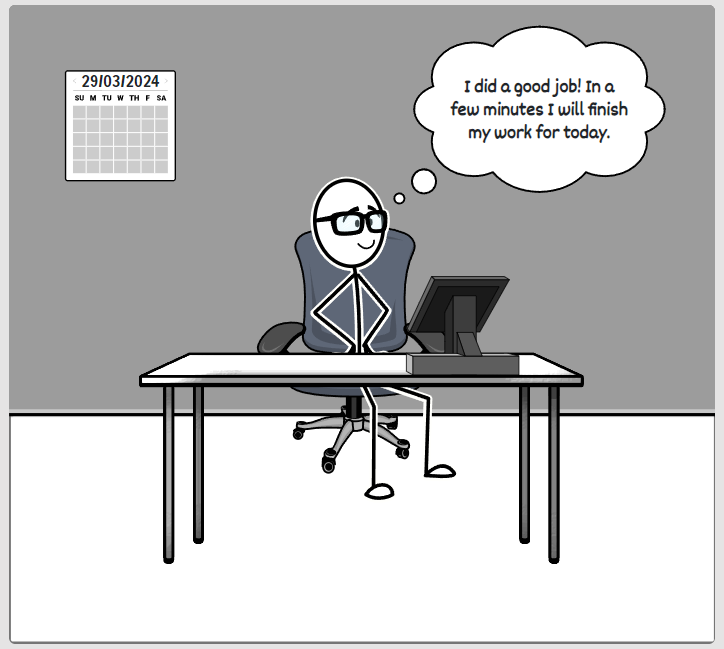 29/03/2024
SU M TU W TH F SA
I did a good job! In a
few minutes I will finish
my work for today.